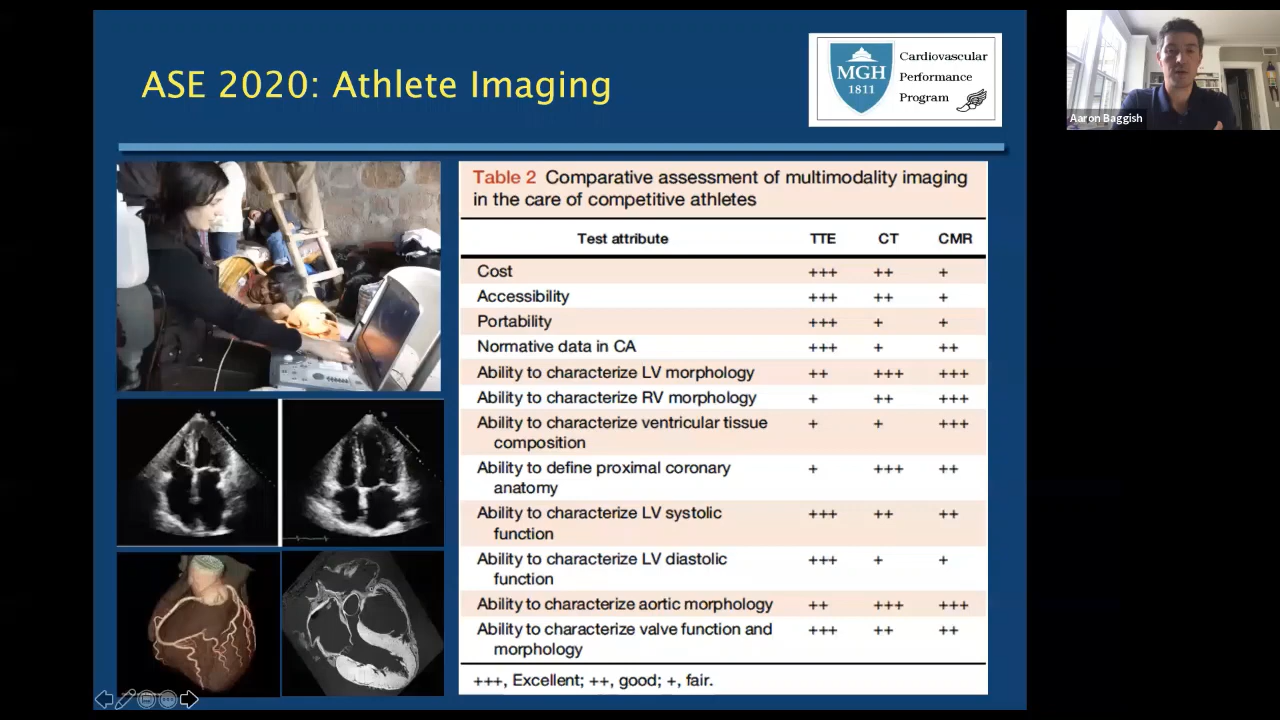 ASE 2020: Athlete Imaging
MGH
1811
Cardiovascular
Performance
Program
Aaron Baggish
Table 2 Comparative assessment of multimodality imaging
in the care of competitive athletes
Test attribute TTE CT CMR
Cost +++ ++ +
Accessibility +++ ++ +
Portability +++ + +
Normative data in CA +++ + ++
Ability to characterize LV morphology ++ +++ +++
Ability to characterize RV morphology + ++ +++
Ability to characterize ventricular tissue + + +++
composition
Ability to define proximal coronary + +++ ++
anatomy
Ability to characterize LV systolic +++ ++ ++
function
Ability to characterize LV diastolic +++ + +
function
Ability to characterize aortic morphology ++ +++ +++
Ability to characterize valve function and +++ ++ ++
morphology
+++, Excellent; ++, good; +, fair.